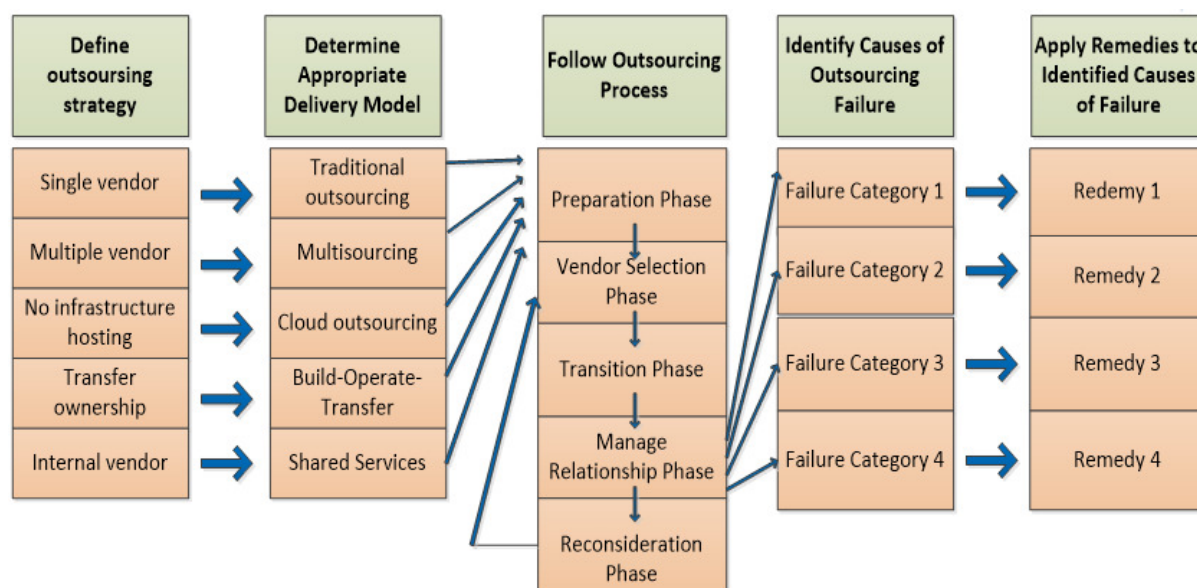 Define
outsoursing
strategy
Determine
Appropriate
Delivery Model
Follow Outsourcing
Process
Identify Causes of
Outsourcing
Failure
Apply Remedies to
Identified Causes
of Failure
Single vendor
Multiple vendor
No infrastructure
hosting
Transfer
ownership
Internal vendor
Traditional
outsourcing
Multisourcing
Cloud outsourcing
Build-Operate-
Transfer
Shared Services
Preparation Phase
Vendor Selection
Phase
Transition Phase
Manage
Relationship Phase
Reconsideration
Phase
Failure Category 1
Failure Category 2
Failure Category 3
Failure Category 4
Redemy 1
Remedy 2
Remedy 3
Remedy 4